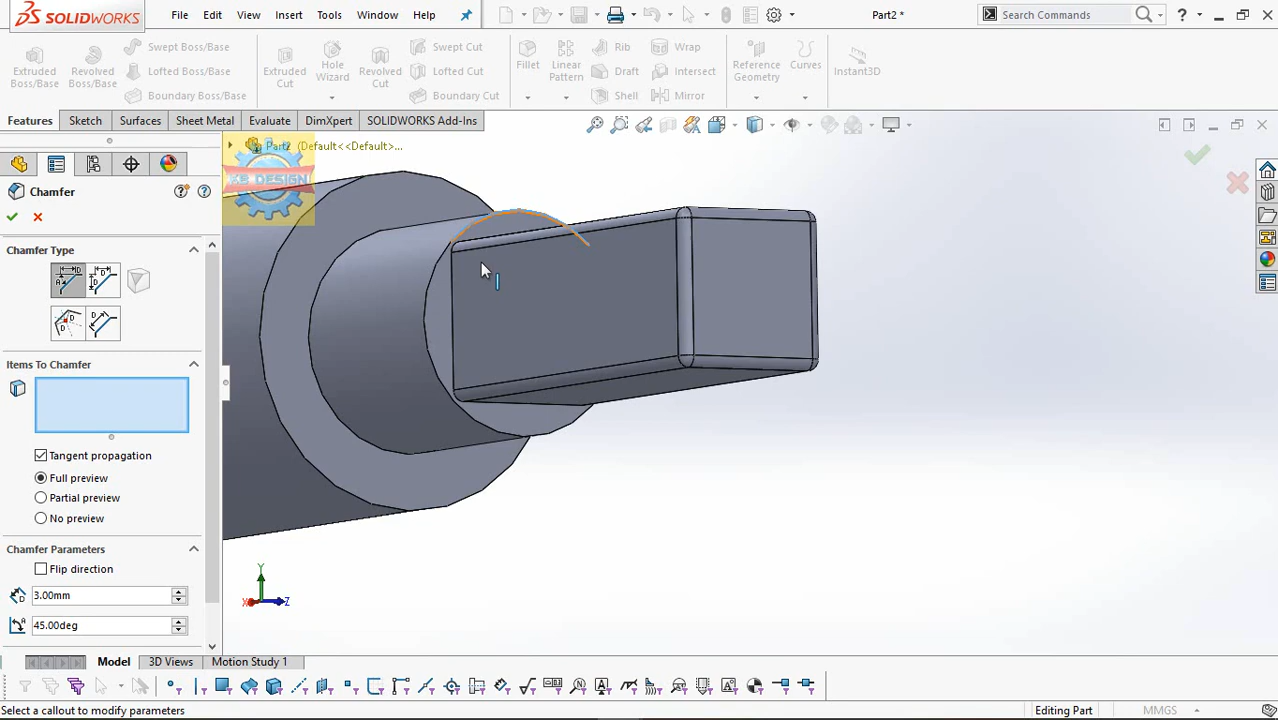 SOLIDWORKS File Edit View Insert Tools Window Help Part2 * Search Commands
Extruded Boss/Base
Revolved Boss/Base
Swept Boss/Base
Lofted Boss/Base
Boundary Boss/Base
Extruded Cut
Hole Wizard
Revolved Cut
Swept Cut
Lofted Cut
Boundary Cut
Fillet
Linear Pattern
Rib
Draft
Shell
Wrap
Intersect
Mirror
Reference Geometry
Curves
Instant3D
Features Sketch Surfaces Sheet Metal Evaluate DimXpert SOLIDWORKS Add-Ins
Part2 (Default<<Default>...
KB DESIGN
Chamfer
Chamfer Type
Items To Chamfer
Tangent propagation
Full preview
Partial preview
No preview
Chamfer Parameters
Flip direction
3.00mm
45.00deg
Y
X Z
Model 3D Views Motion Study 1
Select a callout to modify parameters Editing Part MMGS